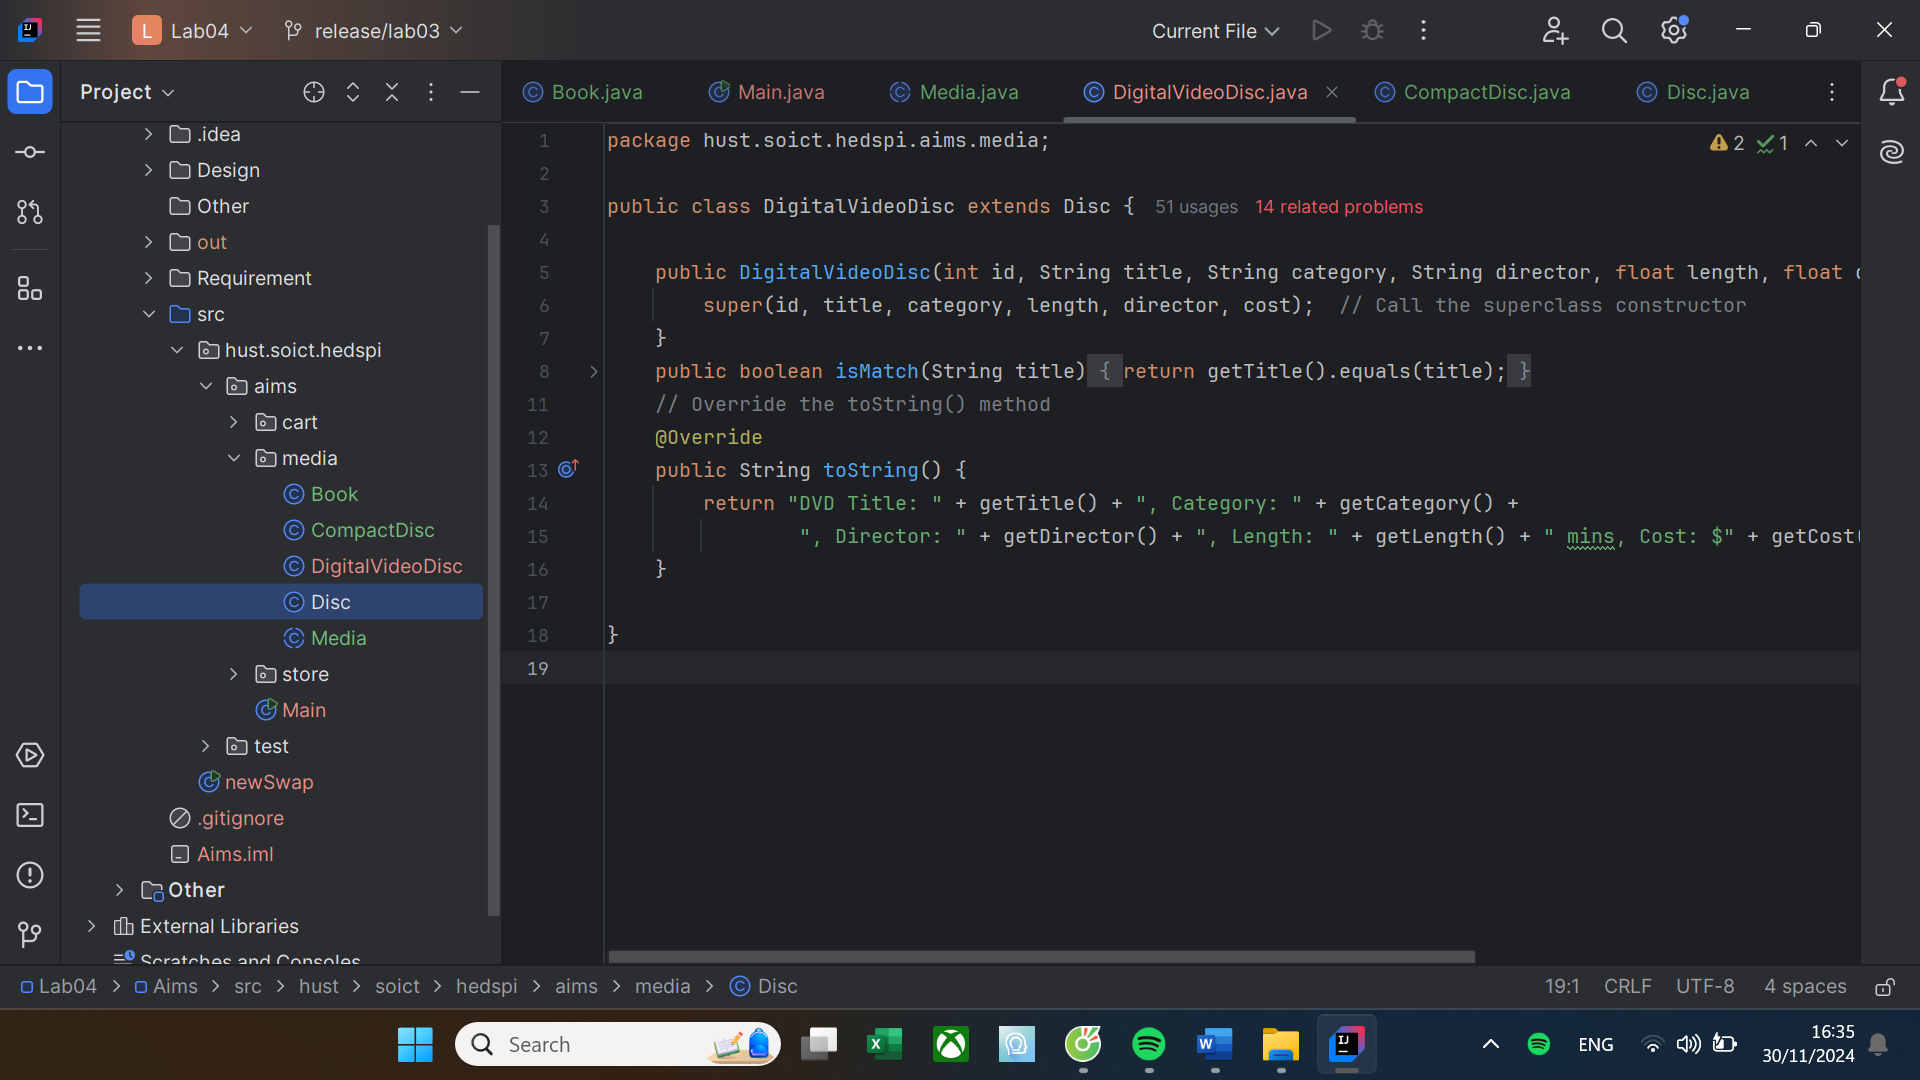 L Lab04 release/lab03 Current File
Project
Book.java Main.java Media.java DigitalVideoDisc.java CompactDisc.java Disc.java
.idea
Design
Other
out
Requirement
src
hust.soict.hedspi
aims
cart
media
Book
CompactDisc
DigitalVideoDisc
Disc
Media
store
Main
test
newSwap
.gitignore
Aims.iml
Other
External Libraries
Scratches and Consoles
1 package hust.soict.hedspi.aims.media;
2 1
2
3 public class DigitalVideoDisc extends Disc { 51 usages 14 related problems
4
5 public DigitalVideoDisc(int id, String title, String category, String director, float length, float
6 super(id, title, category, length, director, cost); // Call the superclass constructor
7 }
8 public boolean isMatch(String title) { return getTitle().equals(title); }
11 // Override the toString() method
12 @Override
13 public String toString() {
14 return "DVD Title: " + getTitle() + ", Category: " + getCategory() +
15 ", Director: " + getDirector() + ", Length: " + getLength() + " mins, Cost: $" + getCost(
16 }
17
18 }
19
Lab04 > Aims > src > hust > soict > hedspi > aims > media > Disc
19:1 CRLF UTF-8 4 spaces
Search
ENG
16:35
30/11/2024